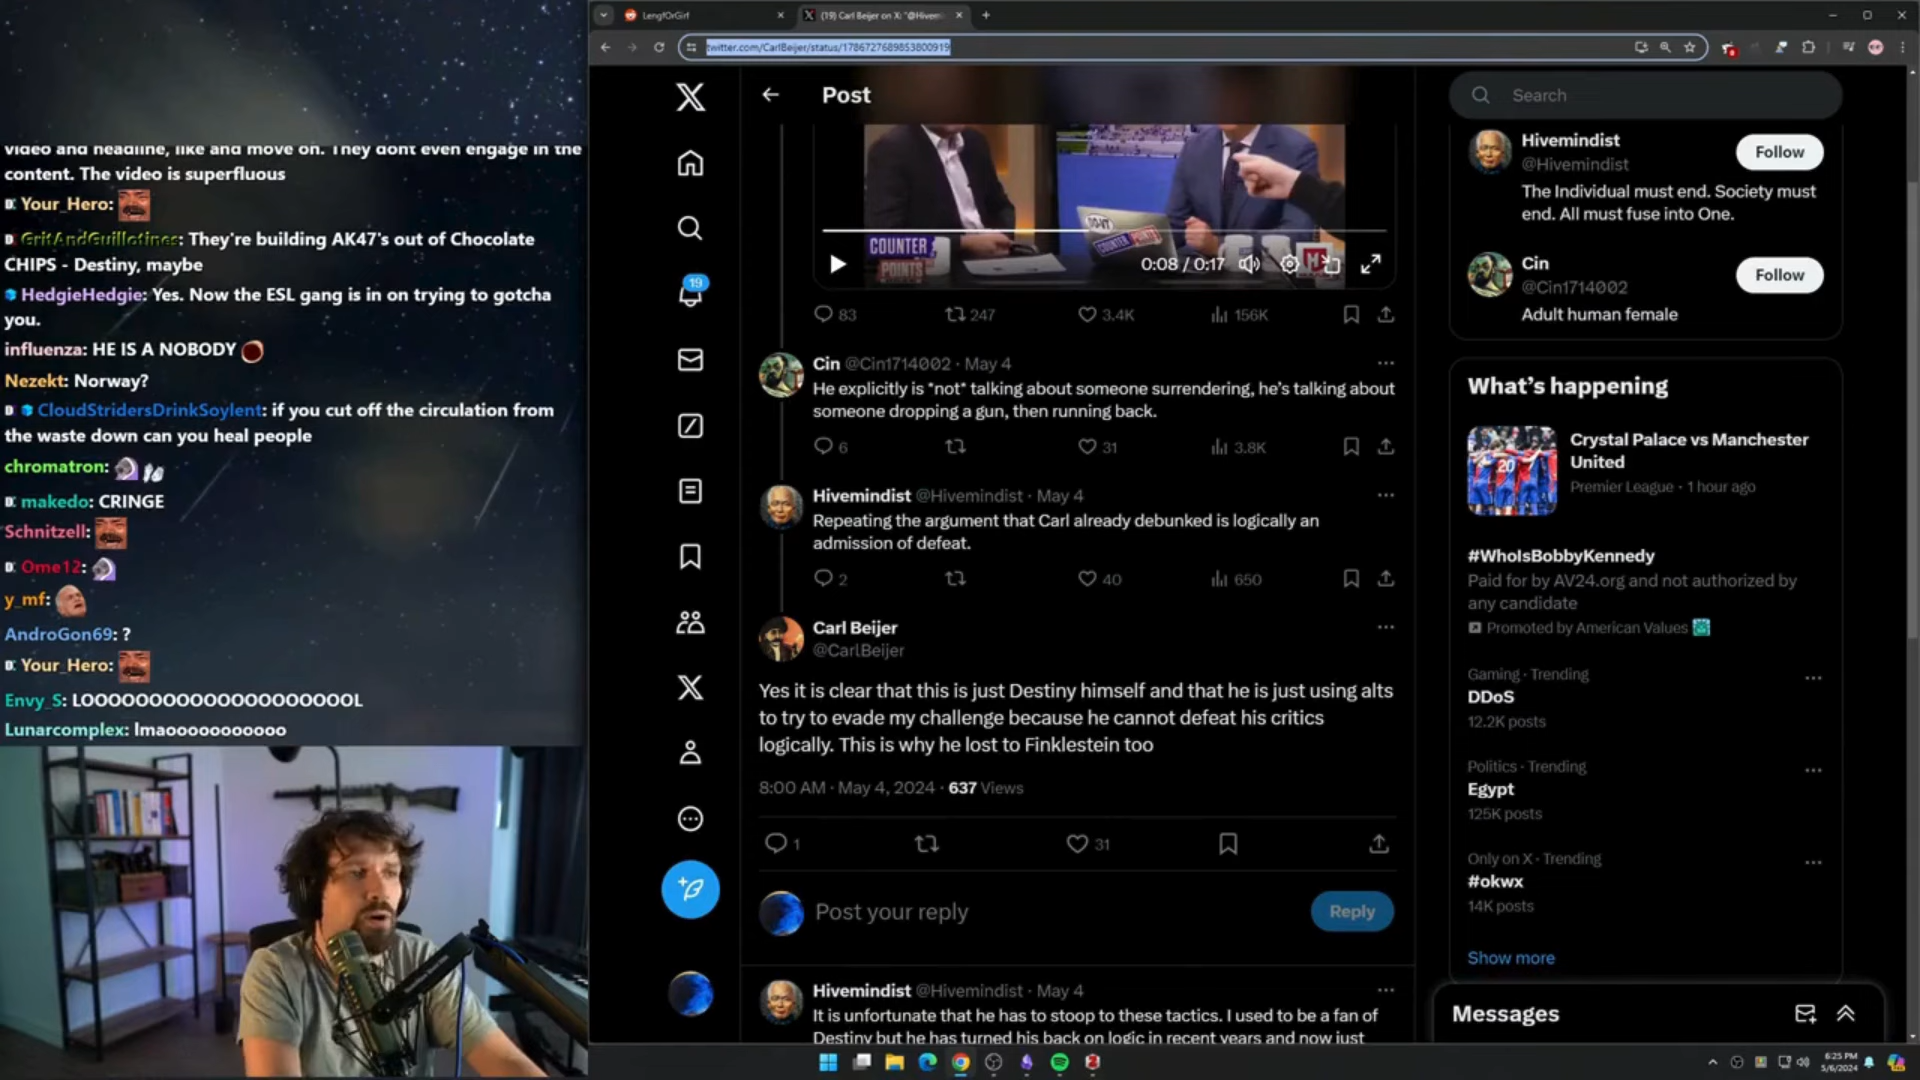 video and headline, like and move on. They dont even engage in the
content. The video is superfluous
Your_Hero:
GritAndGuillotines: They're building AK47's out of Chocolate
CHIPS - Destiny, maybe
HedgieHedgie: Yes. Now the ESL gang is in on trying to gotcha
you.
influenza: HE IS A NOBODY
Nezekt: Norway?
CloudStridersDrinkSoylent: if you cut off the circulation from
the waste down can you heal people
chromatron:
makedo: CRINGE
Schnitzell:
Ome12:
y_mf:
AndroGon69: ?
Your_Hero:
Envy_S: LOOOOOOOOOOOOOOOOOOOL
Lunarcomplex: lmaooooooooooo
LengfOrGirf
(19) Carl Beijer on X: "@Hivem
twitter.com/CarlBeijer/status/1786727689853800919
Post
DO IT
COUNTER POINTS
COUNTER
POINTS
0:08 / 0:17
83
247
3.4K
156K
Cin @Cin1714002 · May 4
He explicitly is *not* talking about someone surrendering, he's talking about
someone dropping a gun, then running back.
6
31
3.8K
Hivemindist @Hivemindist · May 4
Repeating the argument that Carl already debunked is logically an
admission of defeat.
2
40
650
Carl Beijer
@CarlBeijer
Yes it is clear that this is just Destiny himself and that he is just using alts
to try to evade my challenge because he cannot defeat his critics
logically. This is why he lost to Finklestein too
8:00 AM · May 4, 2024 · 637 Views
1
31
Post your reply
Reply
Hivemindist @Hivemindist · May 4
It is unfortunate that he has to stoop to these tactics. I used to be a fan of
Destiny but he has turned his back on logic in recent years and now just
19
Search
Hivemindist
@Hivemindist
Follow
The Individual must end. Society must
end. All must fuse into One.
Cin
@Cin1714002
Follow
Adult human female
What's happening
20
Crystal Palace vs Manchester
United
Premier League · 1 hour ago
#WhoIsBobbyKennedy
Paid for by AV24.org and not authorized by
any candidate
Promoted by American Values
Gaming · Trending
DDoS
12.2K posts
Politics · Trending
Egypt
125K posts
Only on X · Trending
#okwx
14K posts
Show more
Messages
6:25 PM
5/6/2024